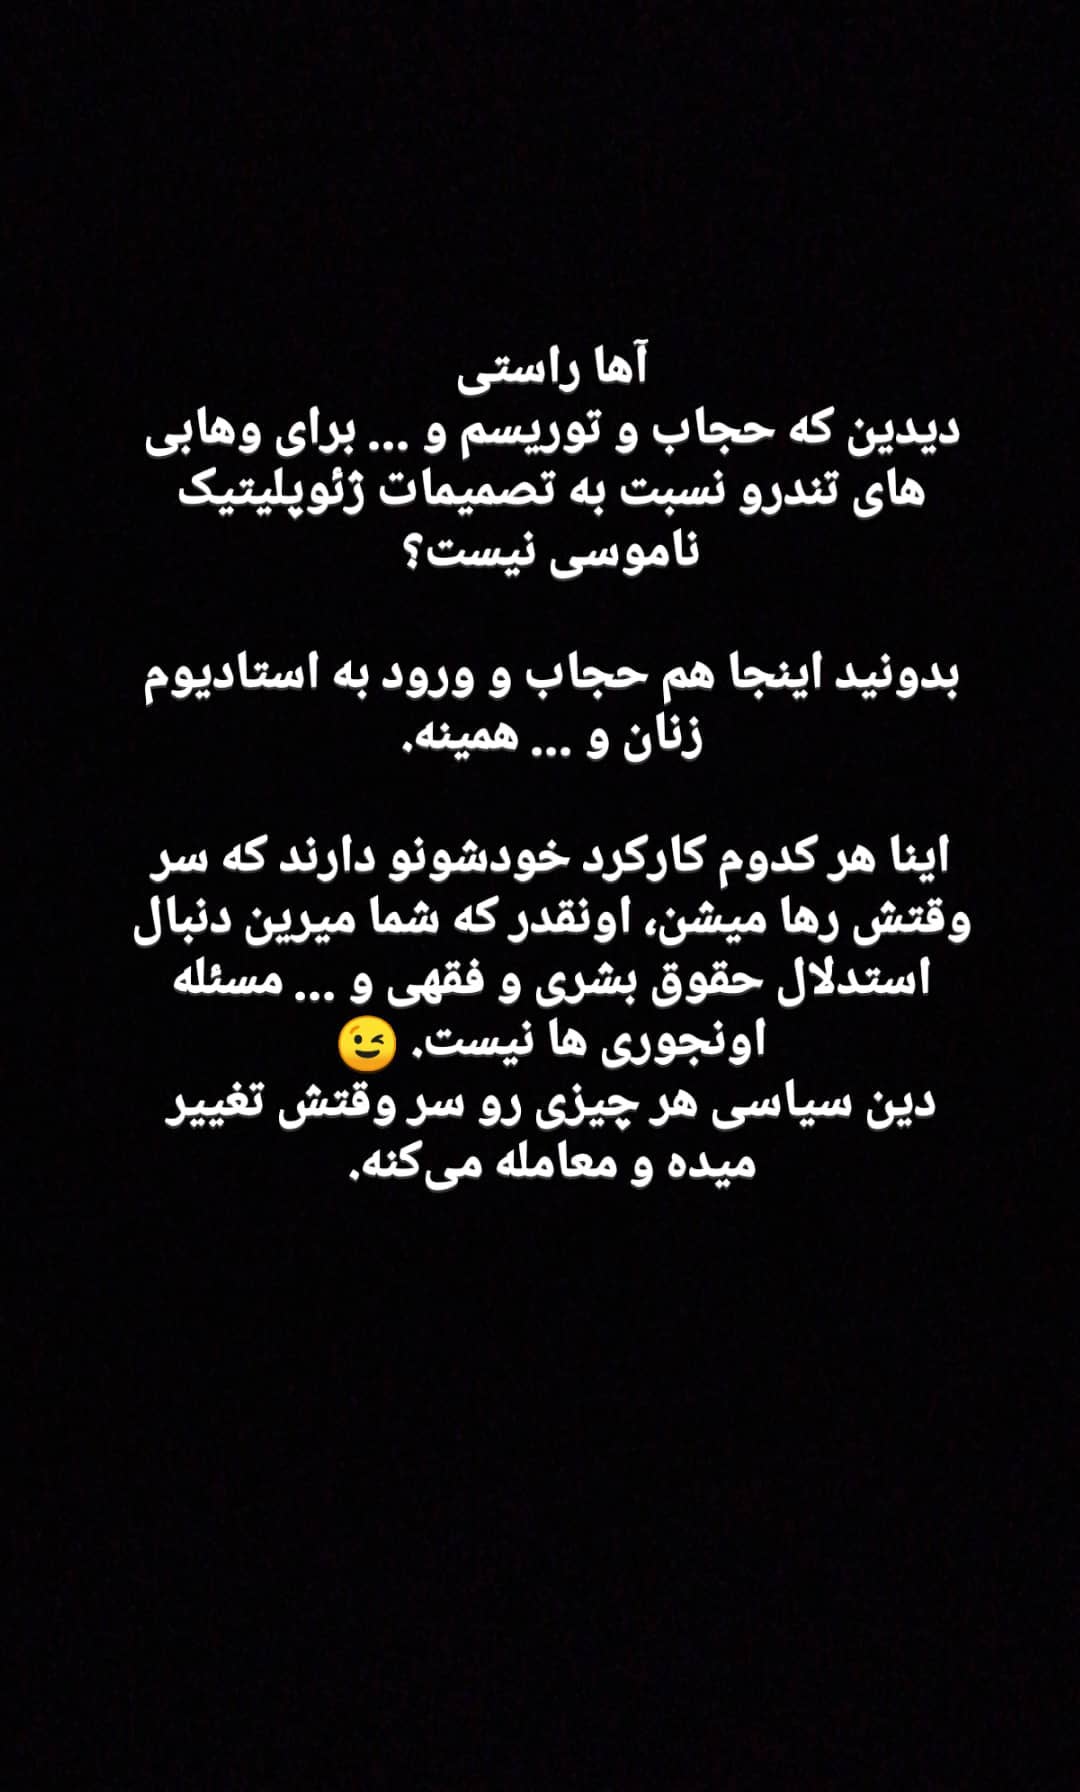 آها راستی
دیدین که حجاب و توریسم و ... برای وهابی
های تندرو نسبت به تصمیمات ژئوپلیتیک
ناموسی نیست؟
بدونید اینجا هم حجاب و ورود به استادیوم
زنان و ... همینه.
اینا هر کدوم کارکرد خودشونو دارند که سر
وقتش رها میشن، اونقدر که شما میرین دنبال
استدلال حقوق بشری و فقهی و ... مسئله
اونجوری ها نیست. 😉
دین سیاسی هر چیزی رو سر وقتش تغییر
میده و معامله می‌کنه.